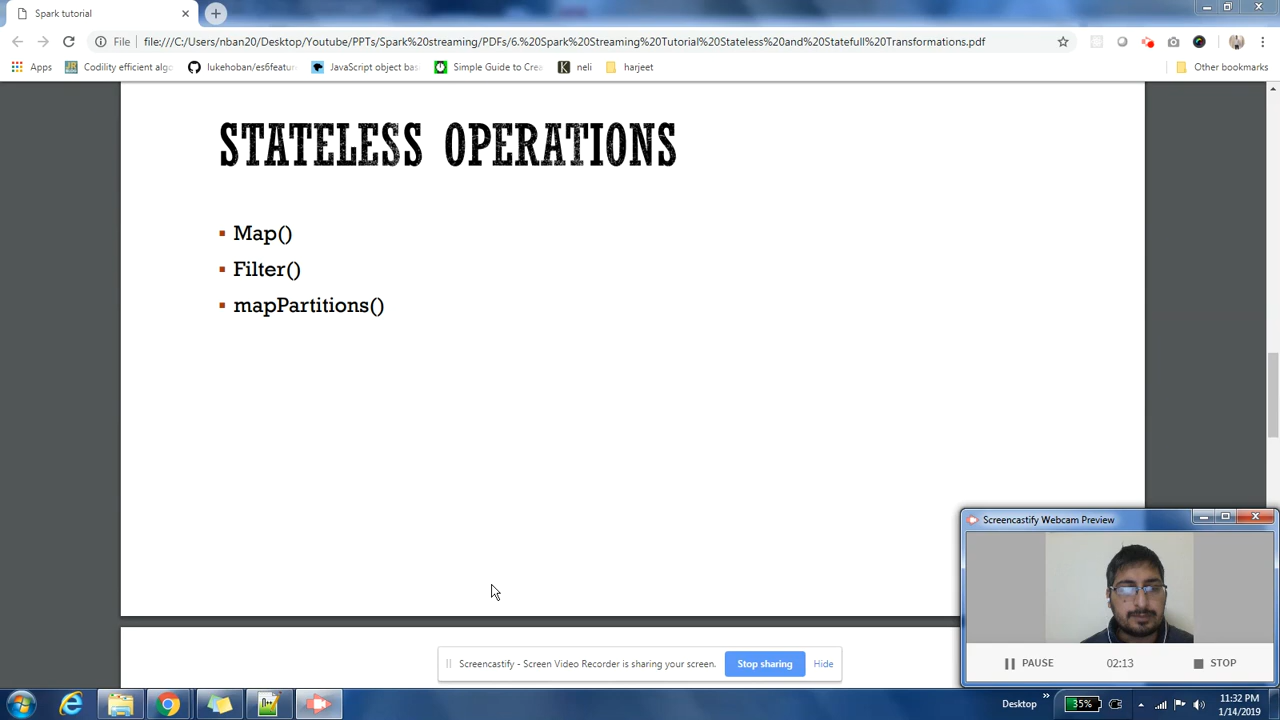 Spark tutorial
File
file:///C:/Users/nban20/Desktop/Youtube/PPTs/Spark%20streaming/PDFs/6.%20Spark%20Streaming%20Tutorial%20Stateless%20and%20Statefull%20Transformations.pdf
Apps
Codility efficient algo
lukehoban/es6featur
JavaScript object bas
Simple Guide to Crea
neli
harjeet
Other bookmarks
STATELESS OPERATIONS
▪ Map()
▪ Filter()
▪ mapPartitions()
Screencastify Webcam Preview
PAUSE
02:13
STOP
Screencastify - Screen Video Recorder is sharing your screen.
Stop sharing
Hide
Desktop
35%
11:32 PM
1/14/2019